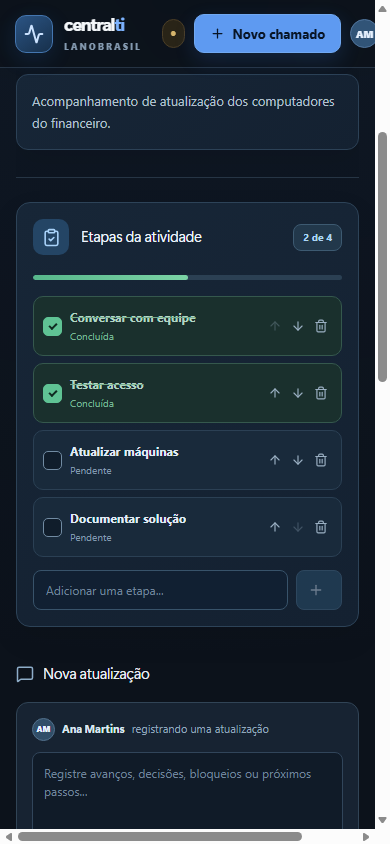 centralti
LANOBRASIL
Novo chamado
AM
Acompanhamento de atualização dos computadores
do financeiro.
Etapas da atividade
2 de 4
Conversar com equipe
Concluída
Testar acesso
Concluída
Atualizar máquinas
Pendente
Documentar solução
Pendente
Adicionar uma etapa...
Nova atualização
AM Ana Martins registrando uma atualização
Registre avanços, decisões, bloqueios ou próximos
passos...